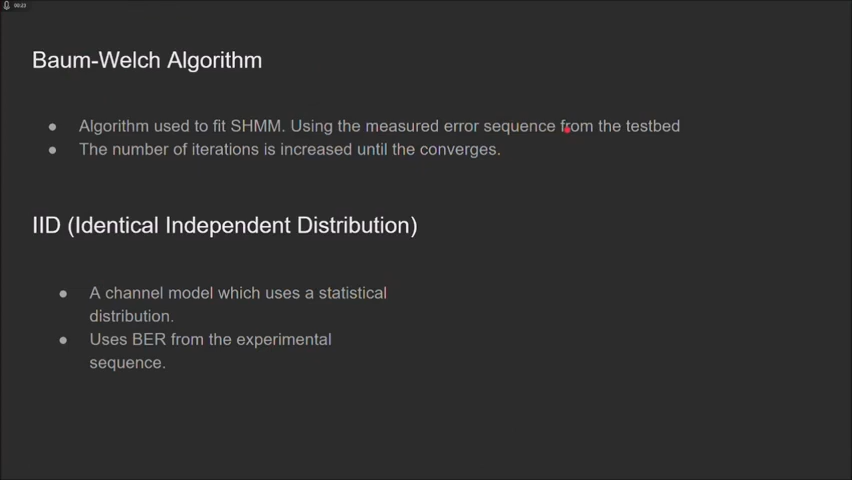 00:23
Baum-Welch Algorithm
● Algorithm used to fit SHMM. Using the measured error sequence from the testbed
● The number of iterations is increased until the converges.
IID (Identical Independent Distribution)
● A channel model which uses a statistical
distribution.
● Uses BER from the experimental
sequence.